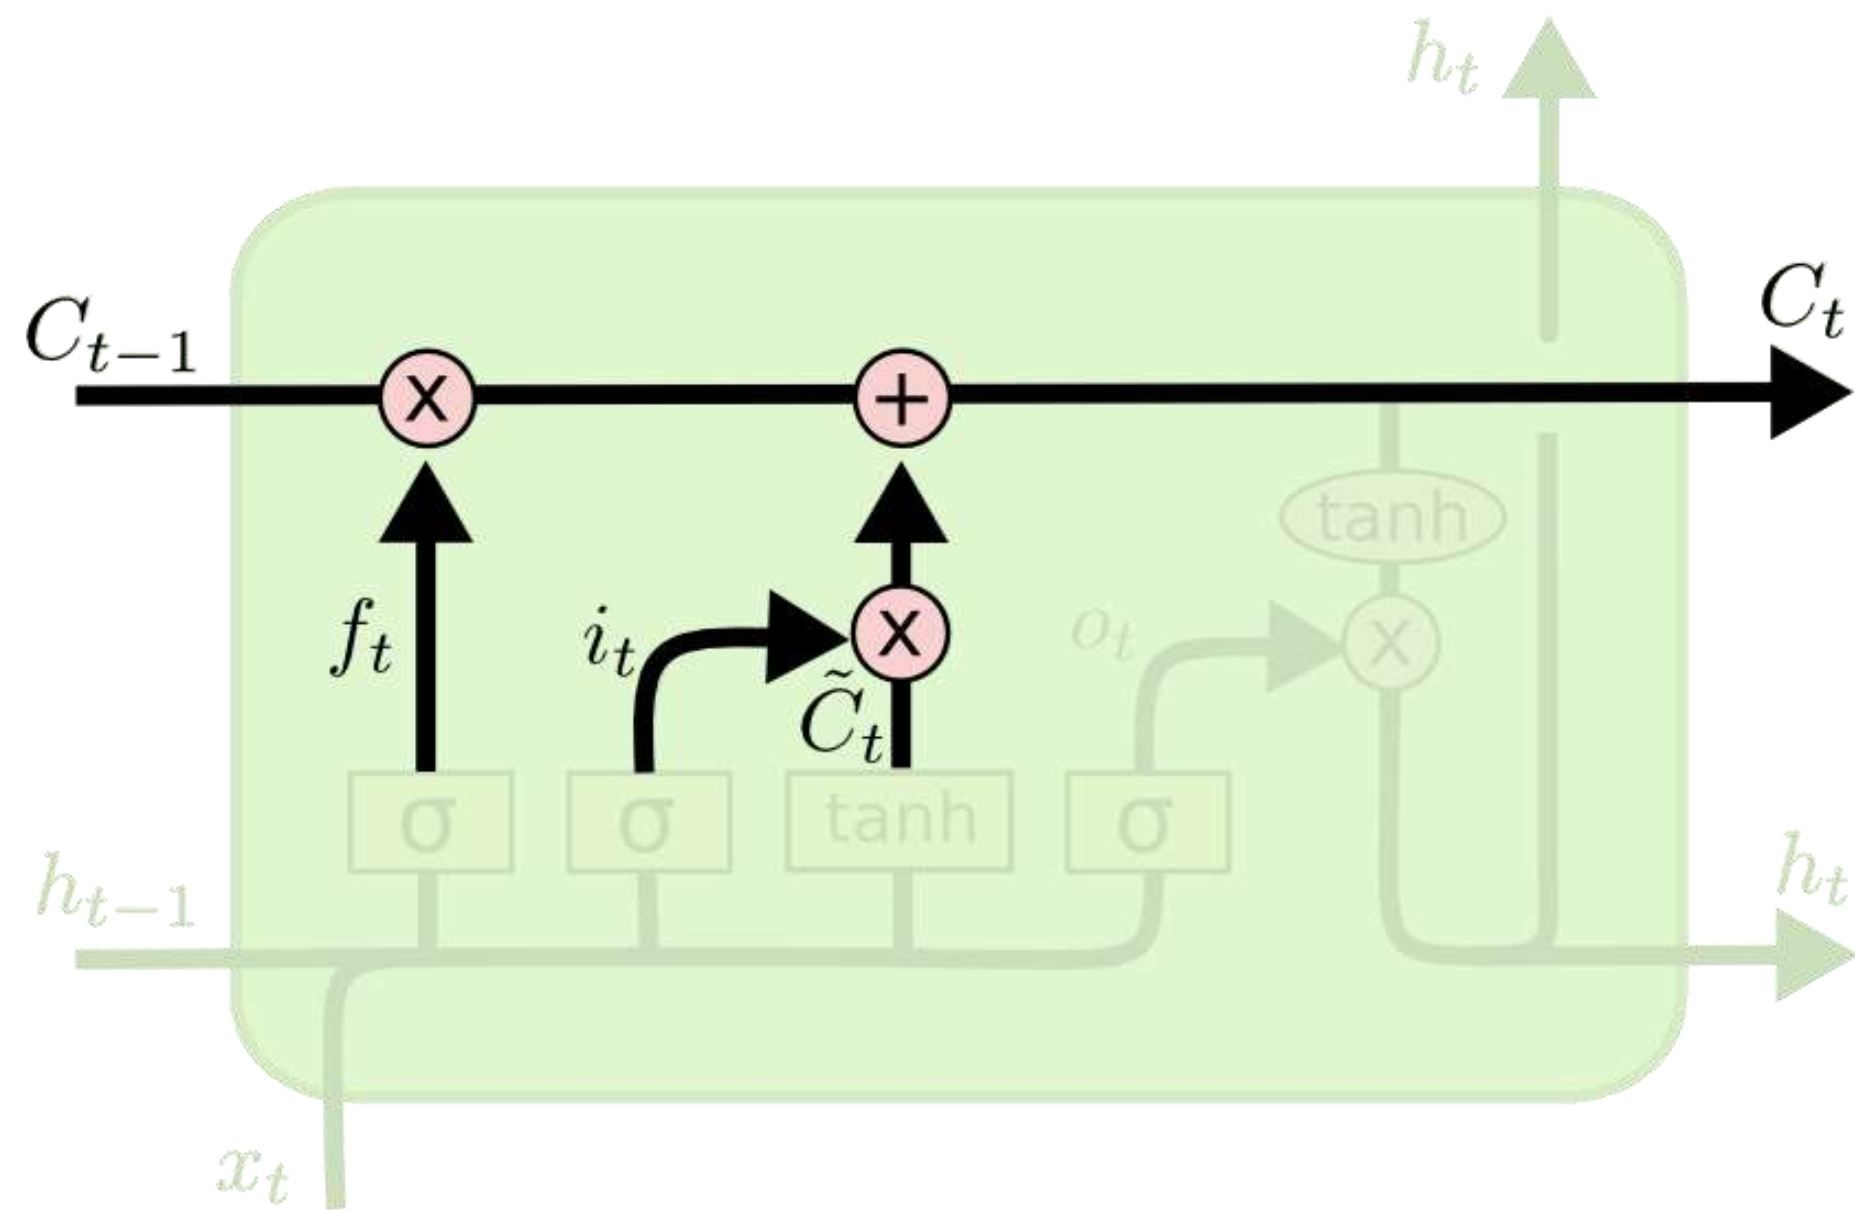 h_t
C_{t-1}
C_t
x
+
tanh
f_t
i_t
x
o_t
x
C̃_t
σ
σ
tanh
σ
h_{t-1}
h_t
x_t